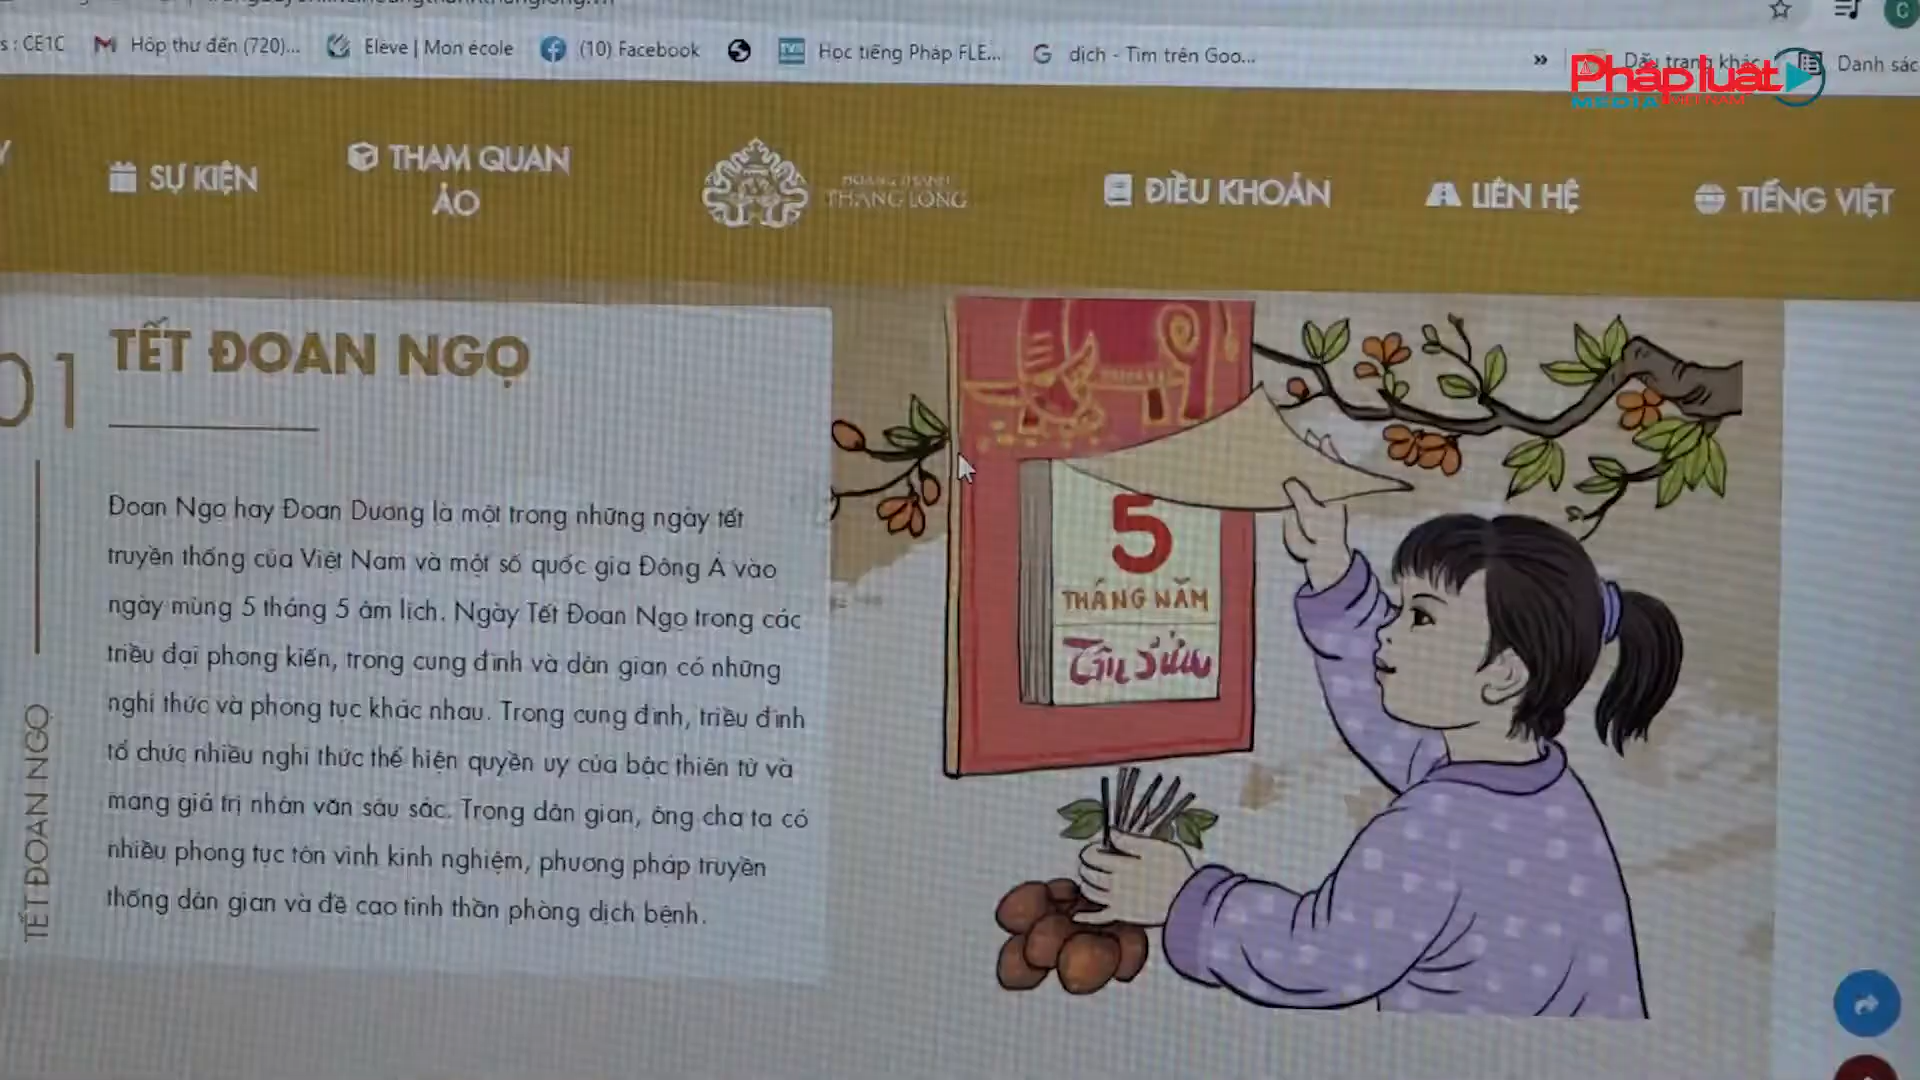 s : CE1C
Hộp thư đến (720)...
Eleve | Mon école
(10) Facebook
Học tiếng Pháp FLE...
dịch - Tìm trên Goo...
»
Dấu trang khác
Danh sác
Pháp luật
MEDIA VIỆT NAM
SỰ KIỆN
THAM QUAN
ẢO
HOÀNG THÀNH
THĂNG LONG
ĐIỀU KHOẢN
LIÊN HỆ
TIẾNG VIỆT
01
TẾT ĐOAN NGỌ
TẾT ĐOAN NGỌ
Đoan Ngọ hay Đoan Dương là một trong những ngày tết
truyền thống của Việt Nam và một số quốc gia Đông Á vào
ngày mùng 5 tháng 5 âm lịch. Ngày Tết Đoan Ngọ trong các
triều đại phong kiến, trong cung đình và dân gian có những
nghi thức và phong tục khác nhau. Trong cung đình, triều đình
tổ chức nhiều nghi thức thể hiện quyền uy của bậc thiên tử và
mang giá trị nhân văn sâu sắc. Trong dân gian, ông cha ta có
nhiều phong tục tôn vinh kinh nghiệm, phương pháp truyền
thống dân gian và đề cao tinh thần phòng dịch bệnh.
5
THÁNG NĂM
Tân Sửu